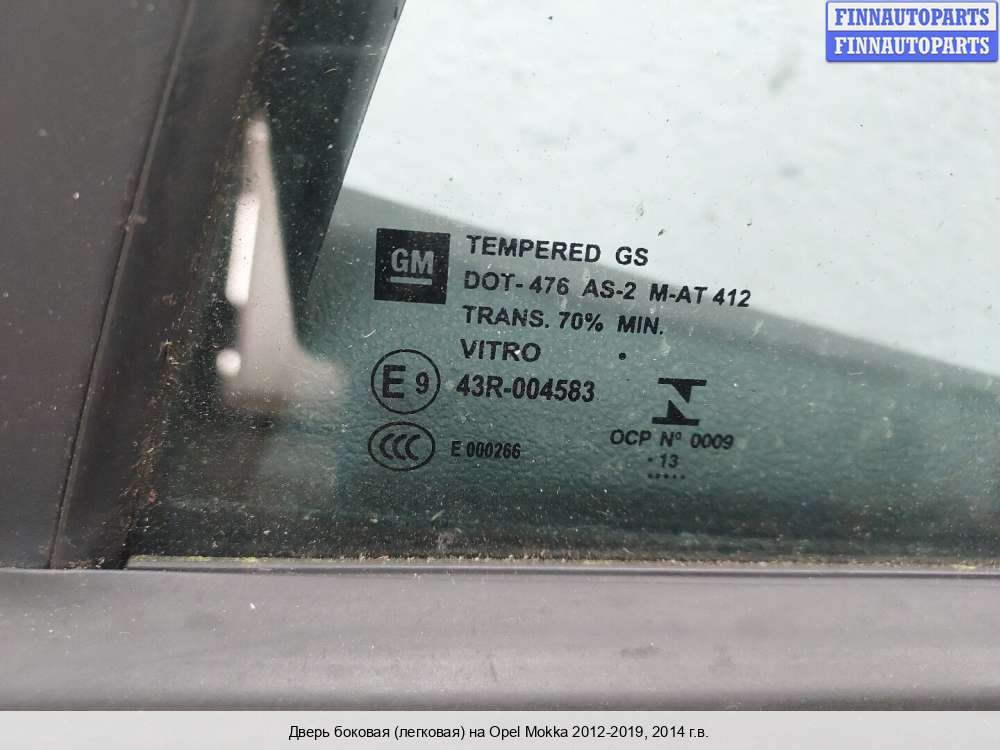 FINNAUTOPARTS
FINNAUTOPARTS
GM
TEMPERED GS
DOT-476 AS-2 M-AT 412
TRANS. 70% MIN.
VITRO
E 9
43R-004583
CCC
E 000266
N
OCP Nº 0009
· 13
Дверь боковая (легковая) на Opel Mokka 2012-2019, 2014 г.в.